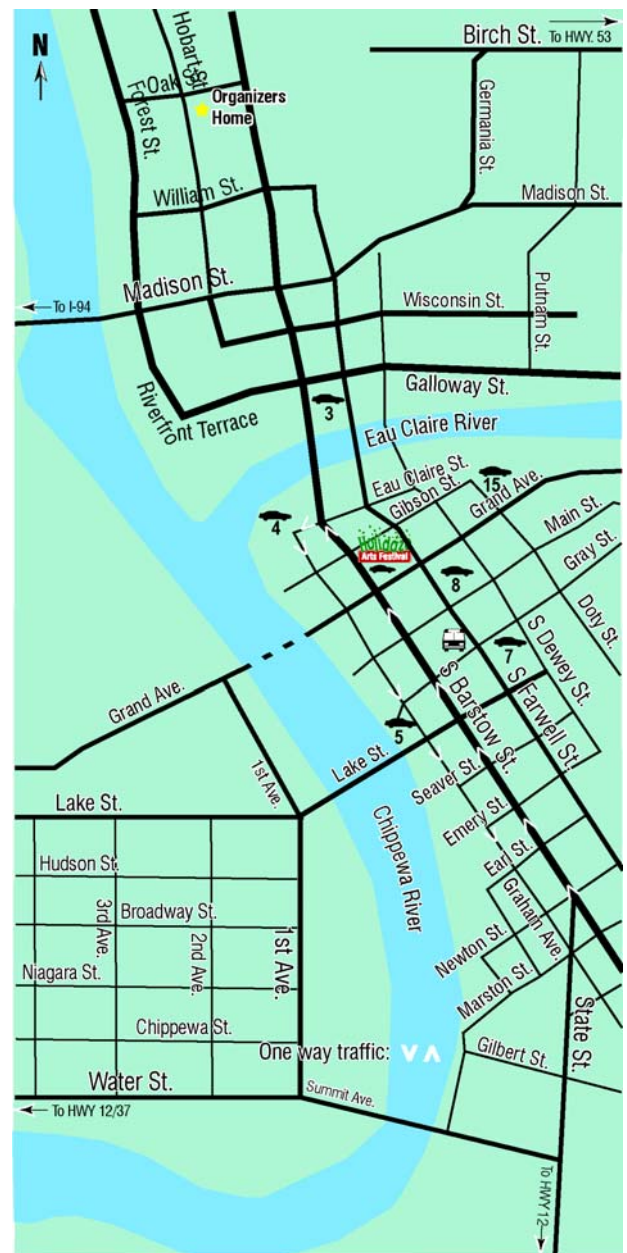 N
Hobart St.
Oak St.
Forest St.
Organizers
Home
Birch St.
To HWY. 53
Germania St.
William St.
Madison St.
Madison St.
To I-94
Wisconsin St.
Putnam St.
Galloway St.
Riverfront Terrace
3
Eau Claire River
Eau Claire St.
Gibson St.
15
Grand Ave.
4
Holiday
Arts Festival
Main St.
Gray St.
8
Doty St.
7
S Dewey St.
S Farwell St.
S Barstow St.
Grand Ave.
5
1st Ave.
Lake St.
Lake St.
Seaver St.
Emery St.
Earl St.
Chippewa River
Graham Ave.
Hudson St.
3rd Ave.
Broadway St.
2nd Ave.
1st Ave.
Newton St.
Niagara St.
Marston St.
Chippewa St.
State St.
One way traffic:
Gilbert St.
Water St.
Summit Ave.
To HWY 12/37
To HWY 12